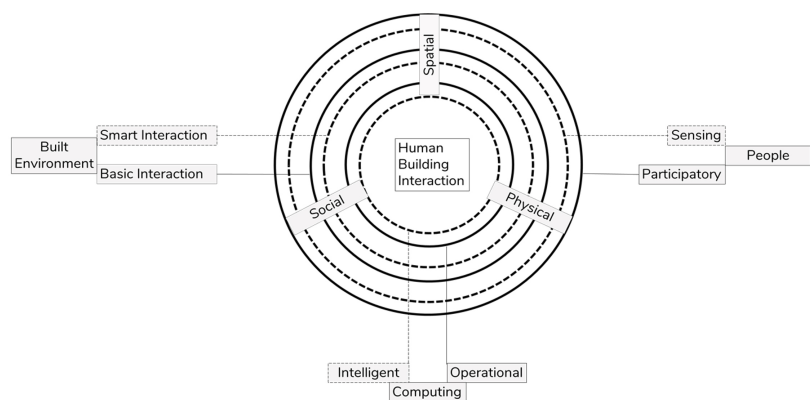 Spatial
Built
Environment
Smart Interaction
Basic Interaction
Human
Building
Interaction
Sensing
People
Participatory
Social
Physical
Intelligent
Operational
Computing